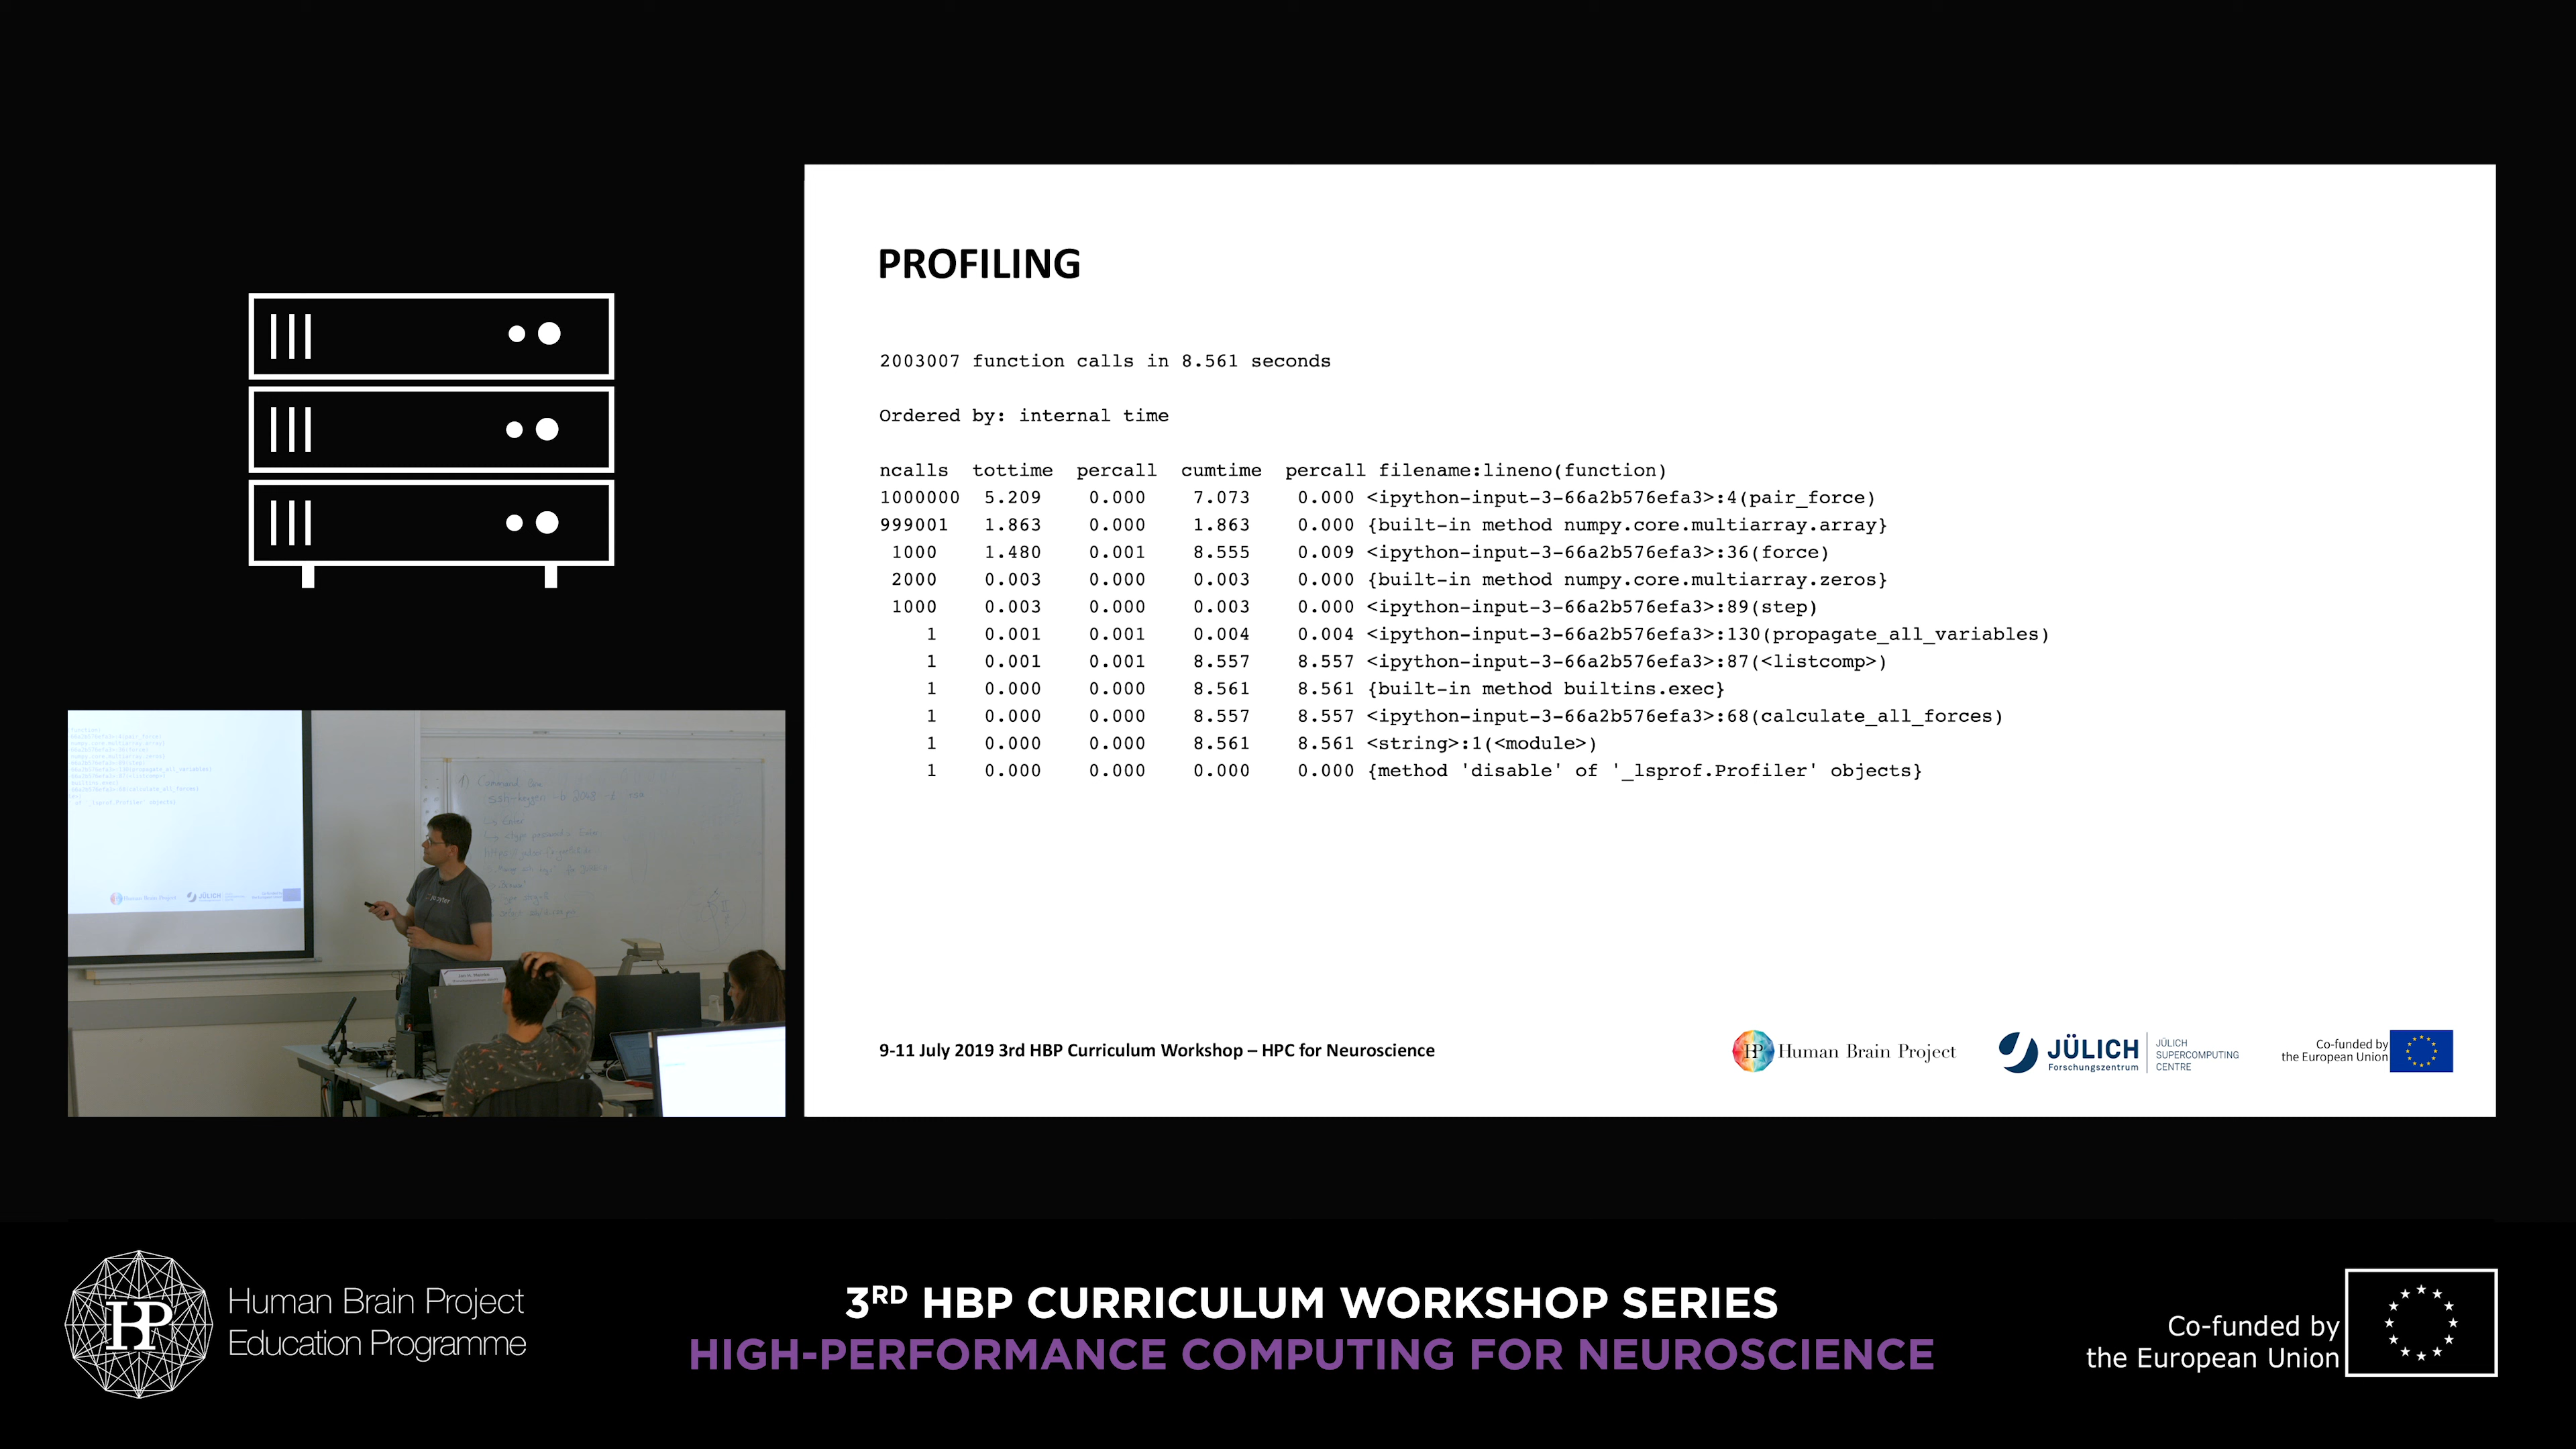 PROFILING
2003007 function calls in 8.561 seconds
Ordered by: internal time
ncalls tottime percall cumtime percall filename:lineno(function)
1000000 5.209 0.000 7.073 0.000 <ipython-input-3-66a2b576efa3>:4(pair_force)
999001 1.863 0.000 1.863 0.000 {built-in method numpy.core.multiarray.array}
1000 1.480 0.001 8.555 0.009 <ipython-input-3-66a2b576efa3>:36(force)
2000 0.003 0.000 0.003 0.000 {built-in method numpy.core.multiarray.zeros}
1000 0.003 0.000 0.003 0.000 <ipython-input-3-66a2b576efa3>:89(step)
1 0.001 0.001 0.004 0.004 <ipython-input-3-66a2b576efa3>:130(propagate_all_variables)
1 0.001 0.001 8.557 8.557 <ipython-input-3-66a2b576efa3>:87(<listcomp>)
1 0.000 0.000 8.561 8.561 {built-in method builtins.exec}
1 0.000 0.000 8.557 8.557 <ipython-input-3-66a2b576efa3>:68(calculate_all_forces)
1 0.000 0.000 8.561 8.561 <string>:1(<module>)
1 0.000 0.000 0.000 0.000 {method 'disable' of '_lsprof.Profiler' objects}
1) Command
ssh-keygen -b 2048 -t rsa
Human Brain Project
JÜLICH
9-11 July 2019 3rd HBP Curriculum Workshop – HPC for Neuroscience
HBP Human Brain Project
JÜLICH
Forschungszentrum
JÜLICH
SUPERCOMPUTING
CENTRE
Co-funded by
the European Union
HBP
Human Brain Project
Education Programme
3RD HBP CURRICULUM WORKSHOP SERIES
HIGH-PERFORMANCE COMPUTING FOR NEUROSCIENCE
Co-funded by
the European Union